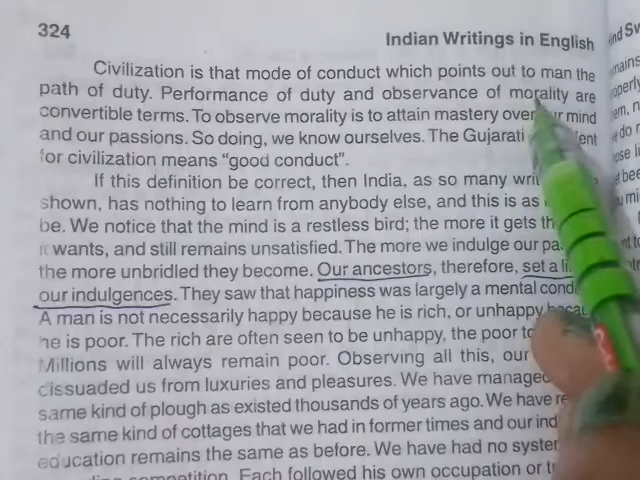 324
Indian Writings in English
Civilization is that mode of conduct which points out to man the
path of duty. Performance of duty and observance of morality are
convertible terms. To observe morality is to attain mastery over mind
and our passions. So doing, we know ourselves. The Gujarati
for civilization means “good conduct”.
If this definition be correct, then India, as so many
shown, has nothing to learn from anybody else, and this is as
be. We notice that the mind is a restless bird; the more it gets
it wants, and still remains unsatisfied. The more we indulge our
the more unbridled they become. Our ancestors, therefore, set a
our indulgences. They saw that happiness was largely a mental
A man is not necessarily happy because he is rich, or unhappy
he is poor. The rich are often seen to be unhappy, the poor to
Millions will always remain poor. Observing all this, our
dissuaded us from luxuries and pleasures. We have managed
same kind of plough as existed thousands of years ago. We have
the same kind of cottages that we had in former times and our
education remains the same as before. We have had no
competition. Each followed his own occupation or